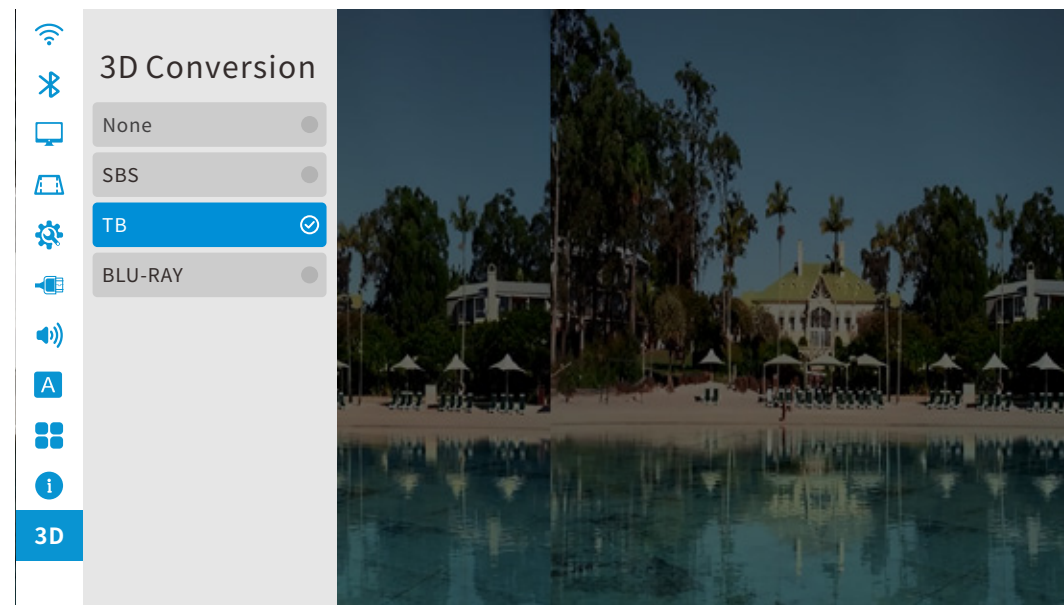 3D Conversion
None
SBS
TB
BLU-RAY
A
i
3D